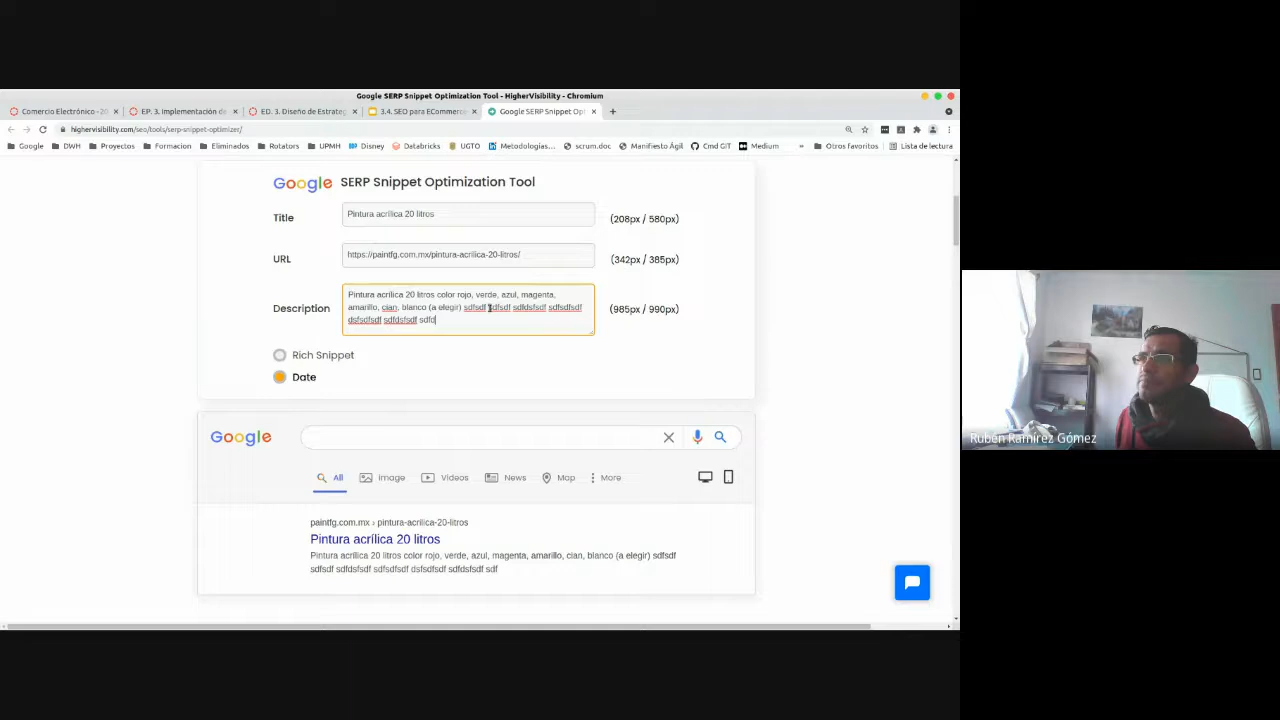 Google SERP Snippet Optimization Tool - HigherVisibility - Chromium
Comercio Electrónico - 20 × EP. 3. Implementación de × ED. 3. Diseño de Estrateg × 3.4. SEO para ECommerce × Google SERP Snippet Opt × +
highervisibility.com/seo/tools/serp-snippet-optimizer/
Google DWH Proyectos Formacion Eliminados Rotators UPMH Disney Databricks UGTO Metodologías... scrum.doc Manifiesto Ágil Cmd GIT Medium » Otros favoritos Lista de lectura
Google SERP Snippet Optimization Tool
Title Pintura acrílica 20 litros (208px / 580px)
URL https://paintfg.com.mx/pintura-acrilica-20-litros/ (342px / 385px)
Description Pintura acrílica 20 litros color rojo, verde, azul, magenta,
amarillo, cian, blanco (a elegir) sdfsdf sdfsdf sdfdsfsdf sdfsdfsdf (985px / 990px)
dsfsdfsdf sdfdsfsdf sdfd
Rich Snippet
Date
Google
All Image Videos News Map More
paintfg.com.mx › pintura-acrilica-20-litros
Pintura acrílica 20 litros
Pintura acrílica 20 litros color rojo, verde, azul, magenta, amarillo, cian, blanco (a elegir) sdfsdf
sdfsdf sdfdsfsdf sdfsdfsdf dsfsdfsdf sdfdsfsdf sdf
Rubén Ramírez Gómez